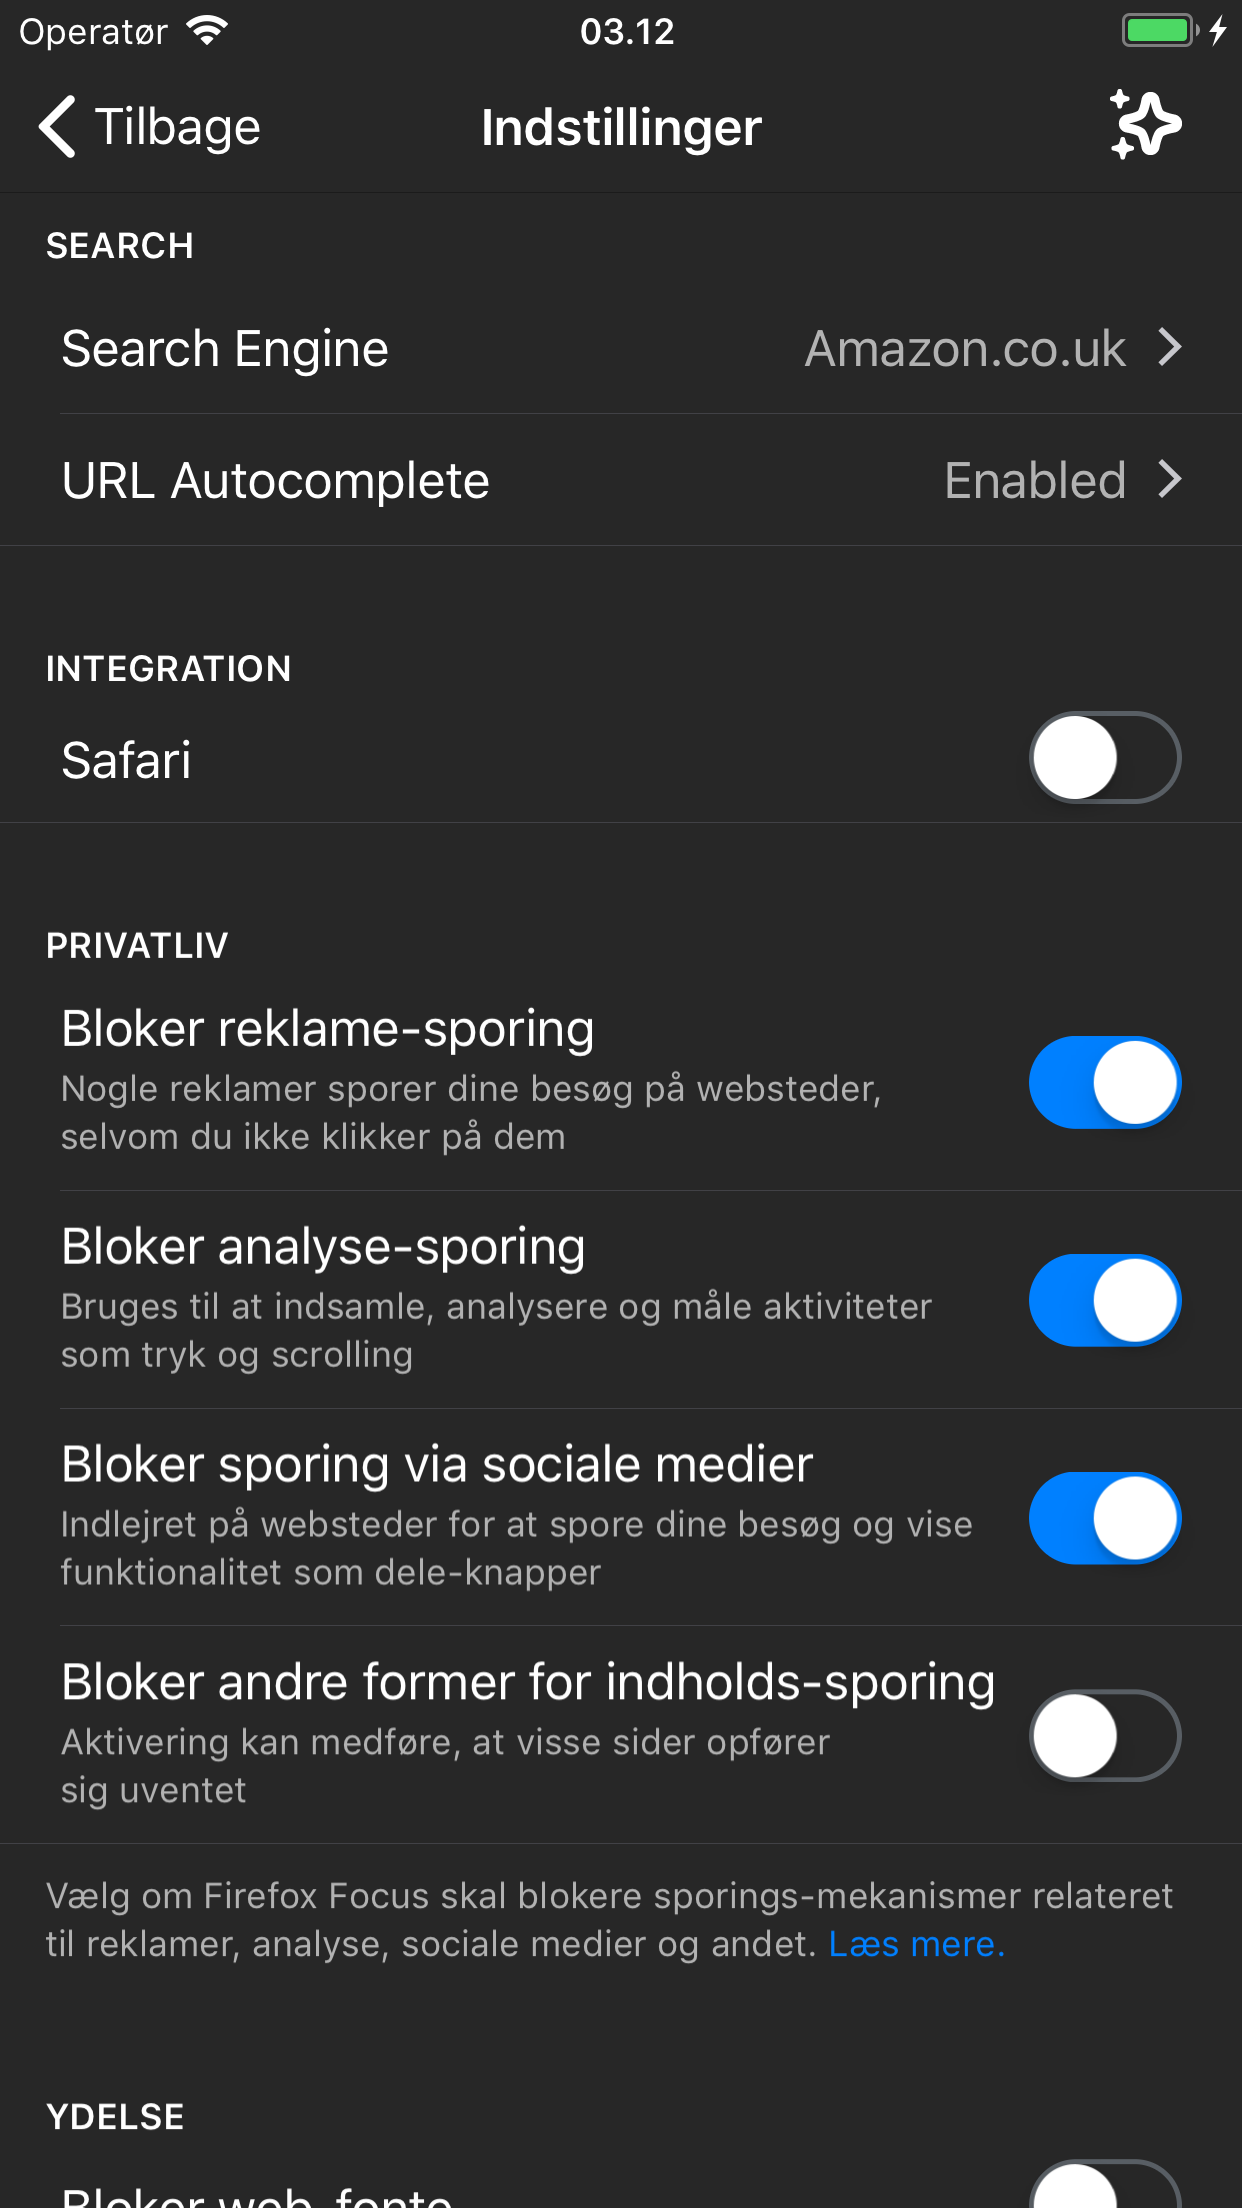 Operatør 03.12
Tilbage Indstillinger
SEARCH
Search Engine Amazon.co.uk
URL Autocomplete Enabled
INTEGRATION
Safari
PRIVATLIV
Bloker reklame-sporing
Nogle reklamer sporer dine besøg på websteder,
selvom du ikke klikker på dem
Bloker analyse-sporing
Bruges til at indsamle, analysere og måle aktiviteter
som tryk og scrolling
Bloker sporing via sociale medier
Indlejret på websteder for at spore dine besøg og vise
funktionalitet som dele-knapper
Bloker andre former for indholds-sporing
Aktivering kan medføre, at visse sider opfører
sig uventet
Vælg om Firefox Focus skal blokere sporings-mekanismer relateret
til reklamer, analyse, sociale medier og andet. Læs mere.
YDELSE
Bloker web-fonte